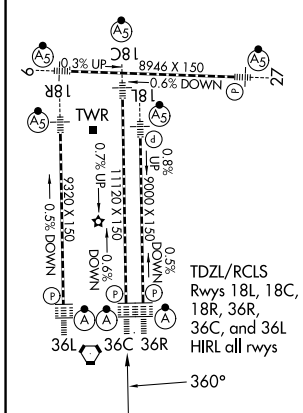 18C
A5
0.3% UP
8946 X 150
A5
9
0.6% DOWN
27
18R
18L
P
A5
TWR
A5
P
0.7% UP
0.8% UP
9320 X 150
11120 X 150
9000 X 150
0.5% DOWN
0.6% DOWN
0.5% DOWN
P
P
P
A
A
A
36L
36C
36R
TDZL/RCLS
Rwys 18L, 18C,
18R, 36R,
36C, and 36L
HIRL all rwys
360°